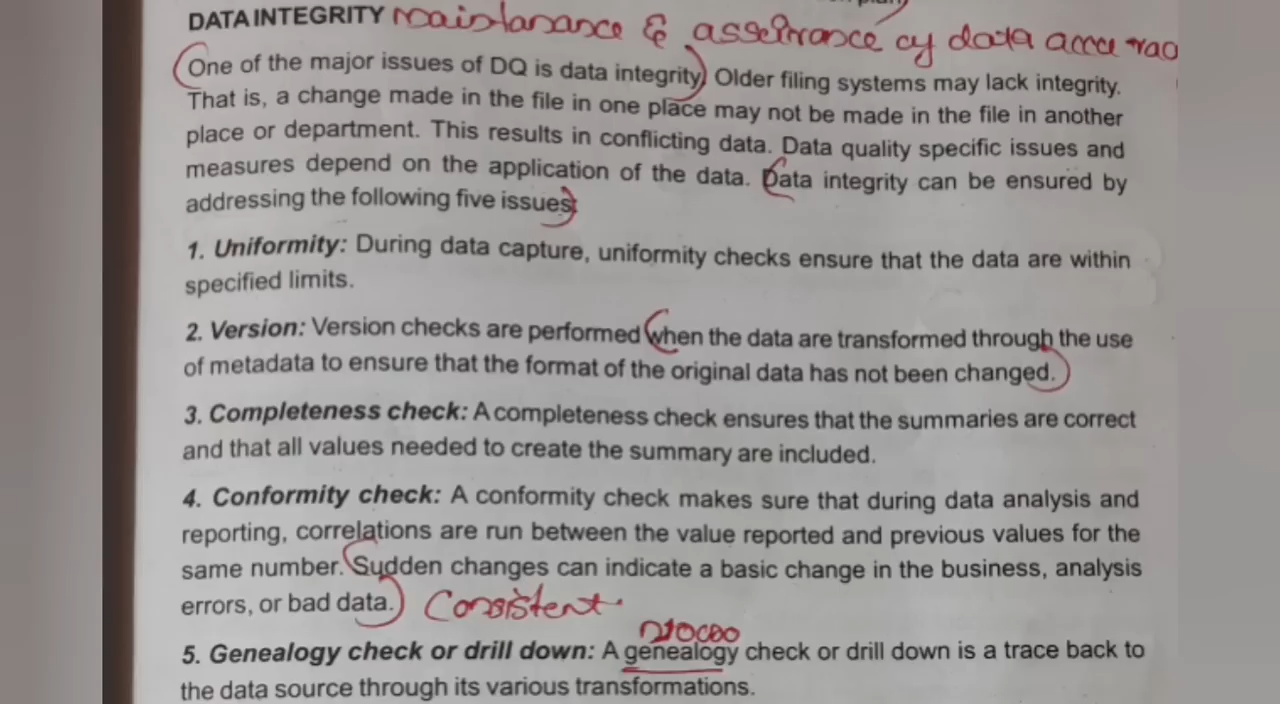 DATA INTEGRITY maintanance & assurance of data accurac
One of the major issues of DQ is data integrity. Older filing systems may lack integrity.
That is, a change made in the file in one place may not be made in the file in another
place or department. This results in conflicting data. Data quality specific issues and
measures depend on the application of the data. Data integrity can be ensured by
addressing the following five issues:
1. Uniformity: During data capture, uniformity checks ensure that the data are within
specified limits.
2. Version: Version checks are performed when the data are transformed through the use
of metadata to ensure that the format of the original data has not been changed.
3. Completeness check: A completeness check ensures that the summaries are correct
and that all values needed to create the summary are included.
4. Conformity check: A conformity check makes sure that during data analysis and
reporting, correlations are run between the value reported and previous values for the
same number. Sudden changes can indicate a basic change in the business, analysis
errors, or bad data. Consistent
5. Genealogy check or drill down: A genealogy check or drill down is a trace back to
the data source through its various transformations.